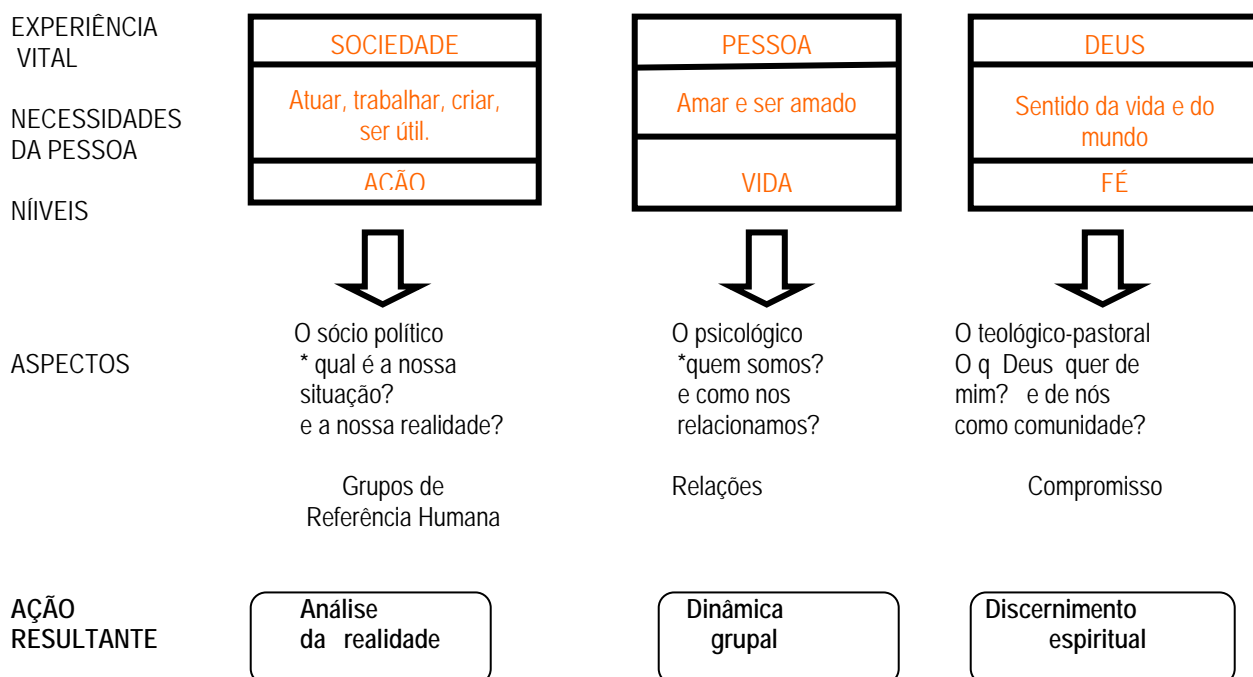 EXPERIÊNCIA
VITAL
NECESSIDADES
DA PESSOA
NÍIVEIS
SOCIEDADE
Atuar, trabalhar, criar,
ser útil.
AÇÃO
PESSOA
Amar e ser amado
VIDA
DEUS
Sentido da vida e do
mundo
FÉ
ASPECTOS
O sócio político
* qual é a nossa
situação?
e a nossa realidade?
O psicológico
*quem somos?
e como nos
relacionamos?
O teológico-pastoral
O q Deus quer de
mim? e de nós
como comunidade?
Grupos de
Referência Humana
Relações
Compromisso
AÇÃO
RESULTANTE
Análise
da realidade
Dinâmica
grupal
Discernimento
espiritual